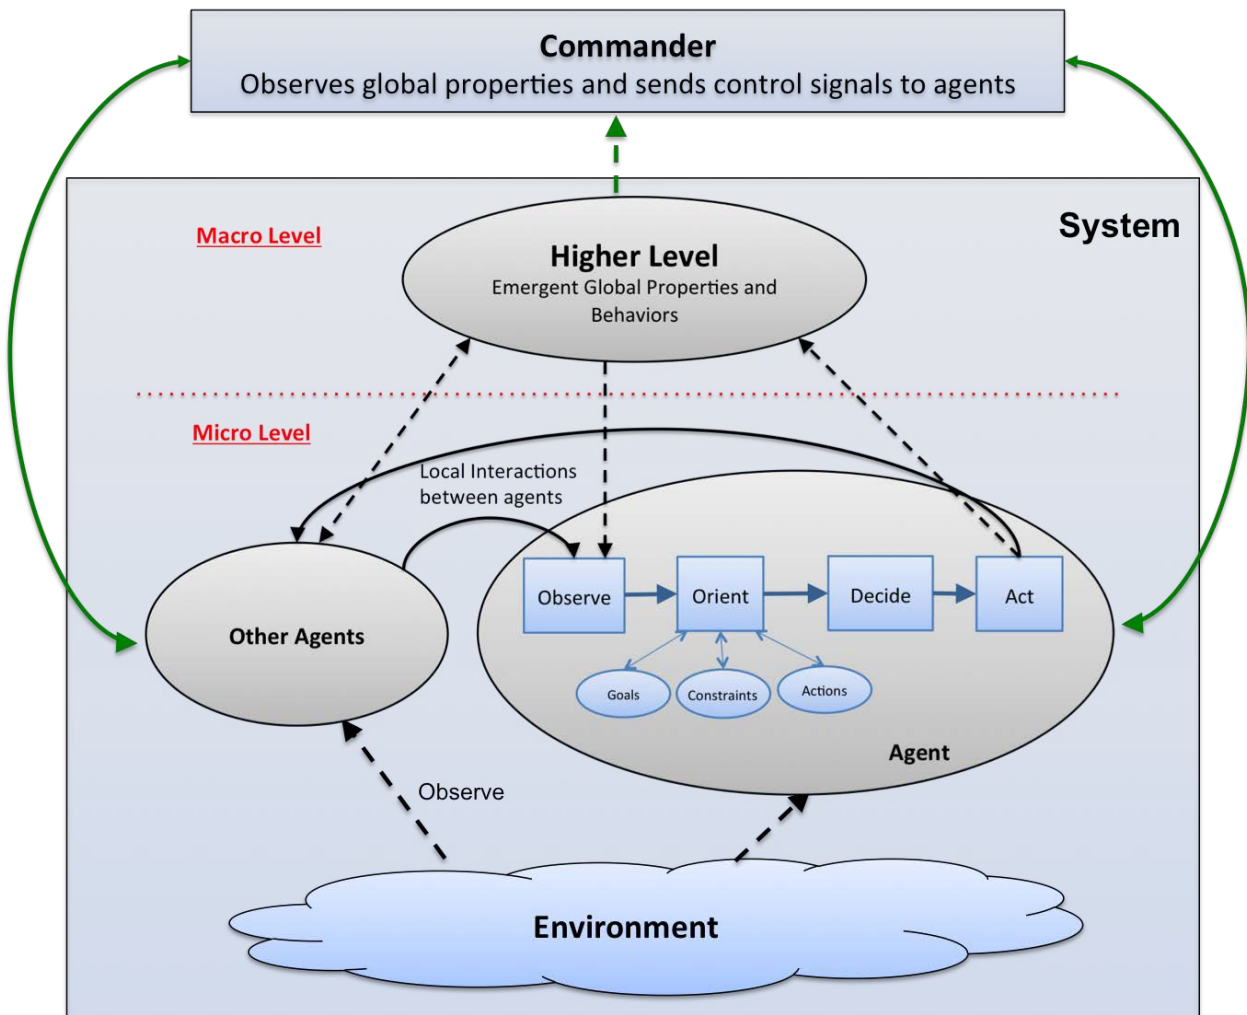 Commander
Observes global properties and sends control signals to agents
System
Macro Level
Higher Level
Emergent Global Properties and
Behaviors
Micro Level
Local Interactions
between agents
Observe
Orient
Decide
Act
Other Agents
Goals
Constraints
Actions
Agent
Observe
Environment